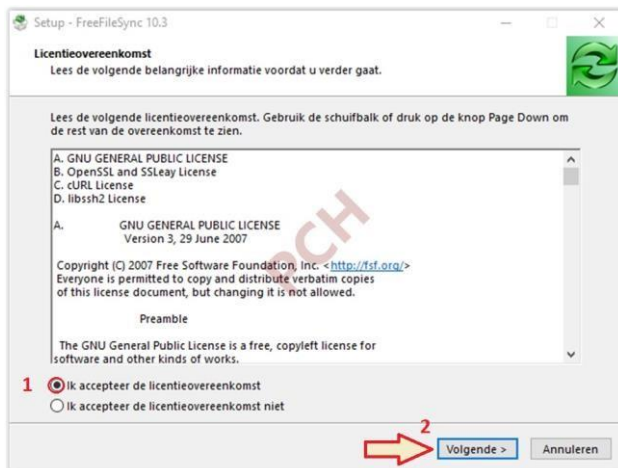 Setup - FreeFileSync 10.3
Licentieovereenkomst
Lees de volgende belangrijke informatie voordat u verder gaat.
Lees de volgende licentieovereenkomst. Gebruik de schuifbalk of druk op de knop Page Down om
de rest van de overeenkomst te zien.
A. GNU GENERAL PUBLIC LICENSE
B. OpenSSL and SSLeay License
C. cURL License
D. libssh2 License
A. GNU GENERAL PUBLIC LICENSE
Version 3, 29 June 2007
Copyright (C) 2007 Free Software Foundation, Inc. <http://fsf.org/>
Everyone is permitted to copy and distribute verbatim copies
of this license document, but changing it is not allowed.
Preamble
The GNU General Public License is a free, copyleft license for
software and other kinds of works.
PCH
1 Ik accepteer de licentieovereenkomst
Ik accepteer de licentieovereenkomst niet
2
Volgende > Annuleren